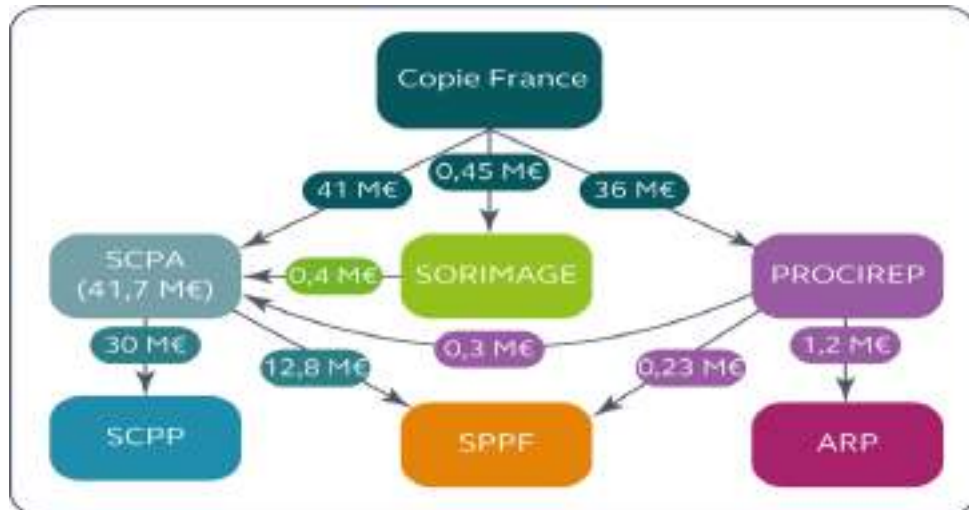 Copie France
41 M€
0,45 M€
36 M€
SCPA
(41,7 M€)
0,4 M€
SORIMAGE
PROCIREP
30 M€
12,8 M€
0,3 M€
0,23 M€
1,2 M€
SCPP
SPPF
ARP